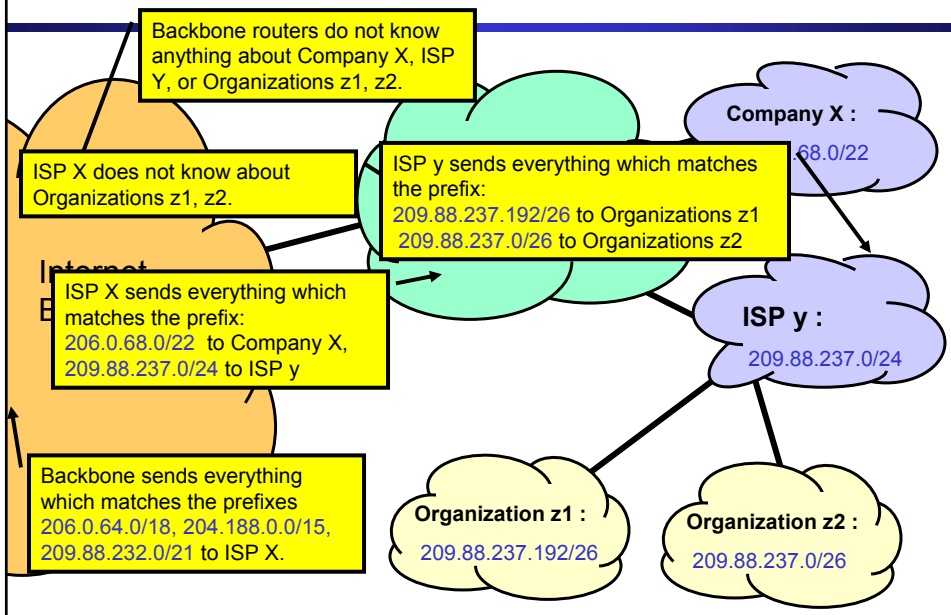 Backbone routers do not know
anything about Company X, ISP
Y, or Organizations z1, z2.
Company X :
.68.0/22
ISP X does not know about
Organizations z1, z2.
ISP y sends everything which matches
the prefix:
209.88.237.192/26 to Organizations z1
209.88.237.0/26 to Organizations z2
Internet
ISP X sends everything which
matches the prefix:
206.0.68.0/22 to Company X,
209.88.237.0/24 to ISP y
ISP y :
209.88.237.0/24
Backbone sends everything
which matches the prefixes
206.0.64.0/18, 204.188.0.0/15,
209.88.232.0/21 to ISP X.
Organization z1 :
209.88.237.192/26
Organization z2 :
209.88.237.0/26